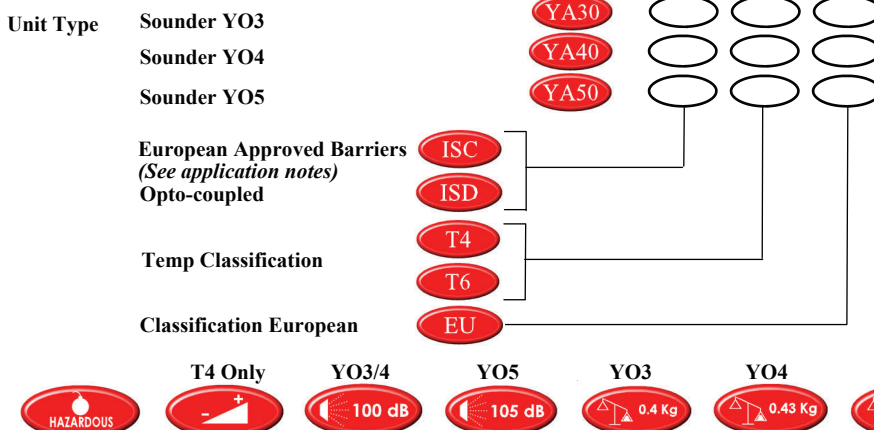 Unit Type Sounder YO3 YA30
Sounder YO4 YA40
Sounder YO5 YA50
European Approved Barriers ISC
(See application notes)
Opto-coupled ISD
T4
Temp Classification
T6
Classification European EU
T4 Only YO3/4 YO5 YO3 YO4
HAZARDOUS - + 100 dB 105 dB 0.4 Kg 0.43 Kg